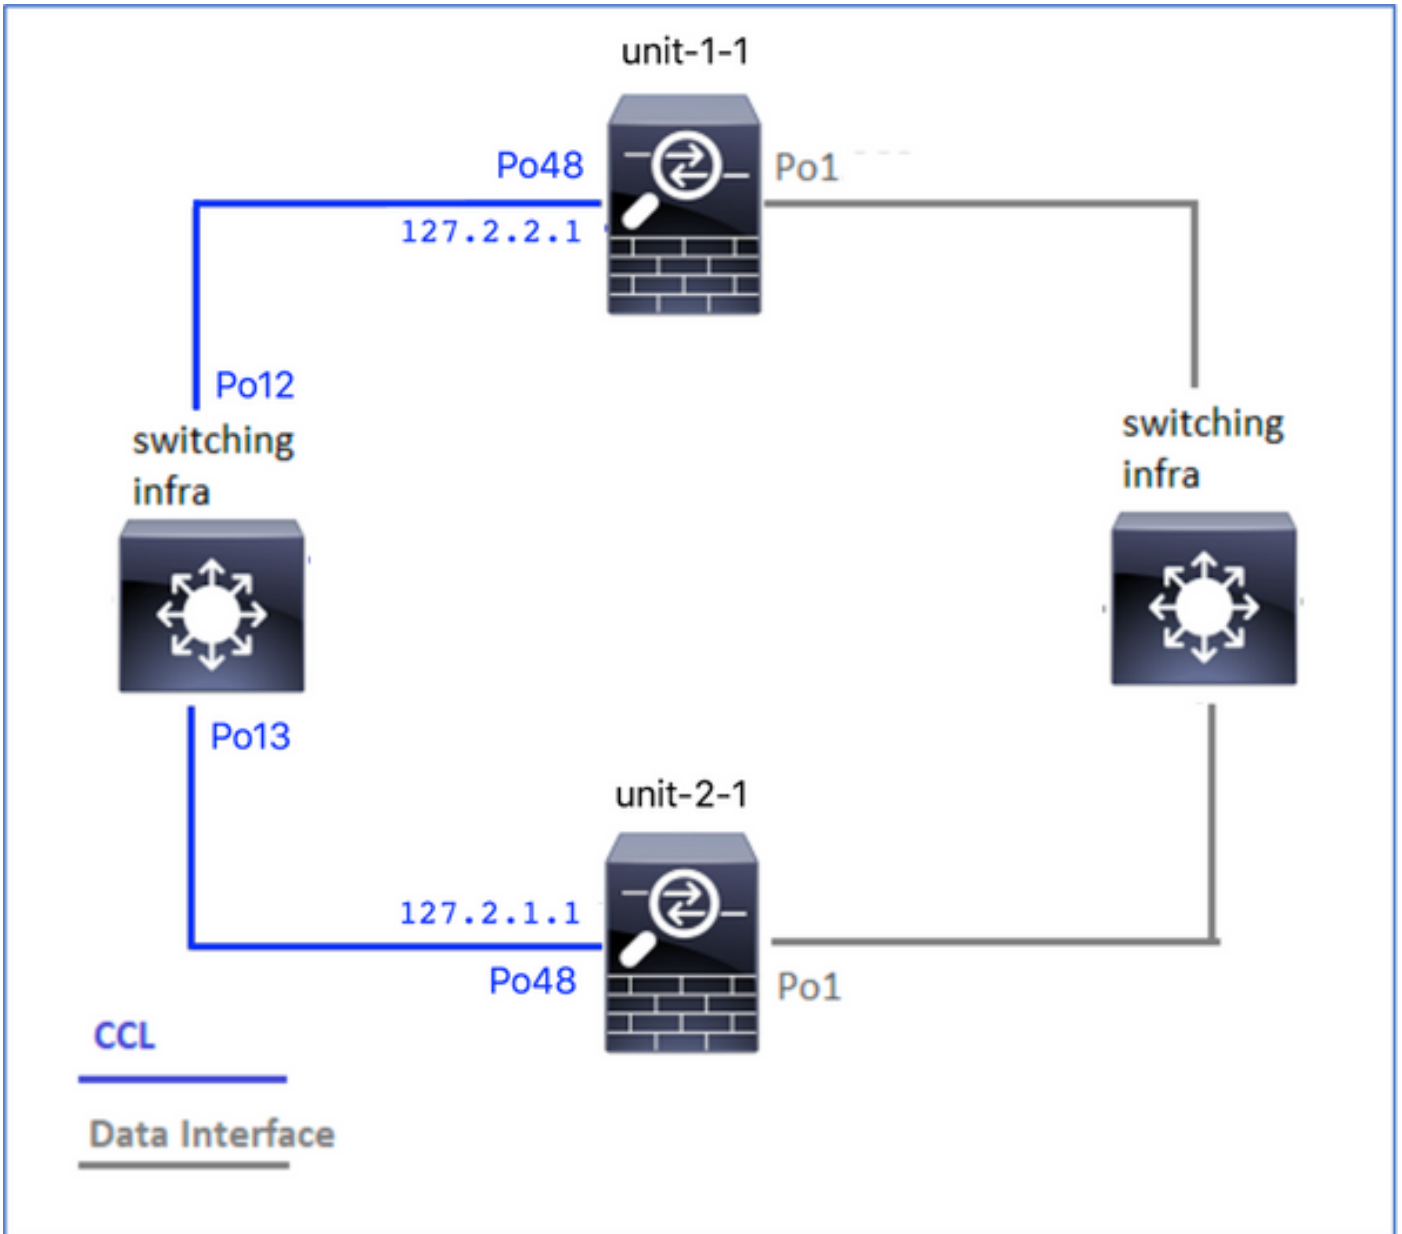 unit-1-1
Po48
Po1
127.2.2.1
Po12
switching
infra
switching
infra
Po13
unit-2-1
127.2.1.1
Po48
Po1
CCL
Data Interface